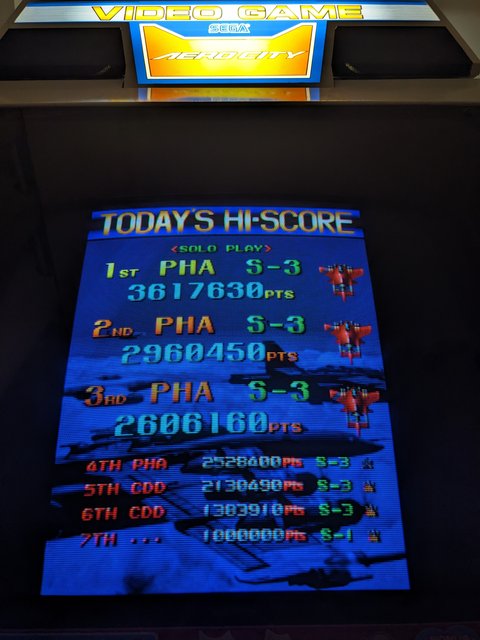 VIDEO GAME
SEGA
AERO CITY
TODAY'S HI-SCORE
<SOLO PLAY>
1ST PHA S-3
3617630PTS
2ND PHA S-3
2960450PTS
3RD PHA S-3
2606160PTS
4TH PHA 2528400Pts S-3
5TH CDD 2130490Pts S-3
6TH CDD 1383910Pts S-3
7TH ... 1000000Pts S-1